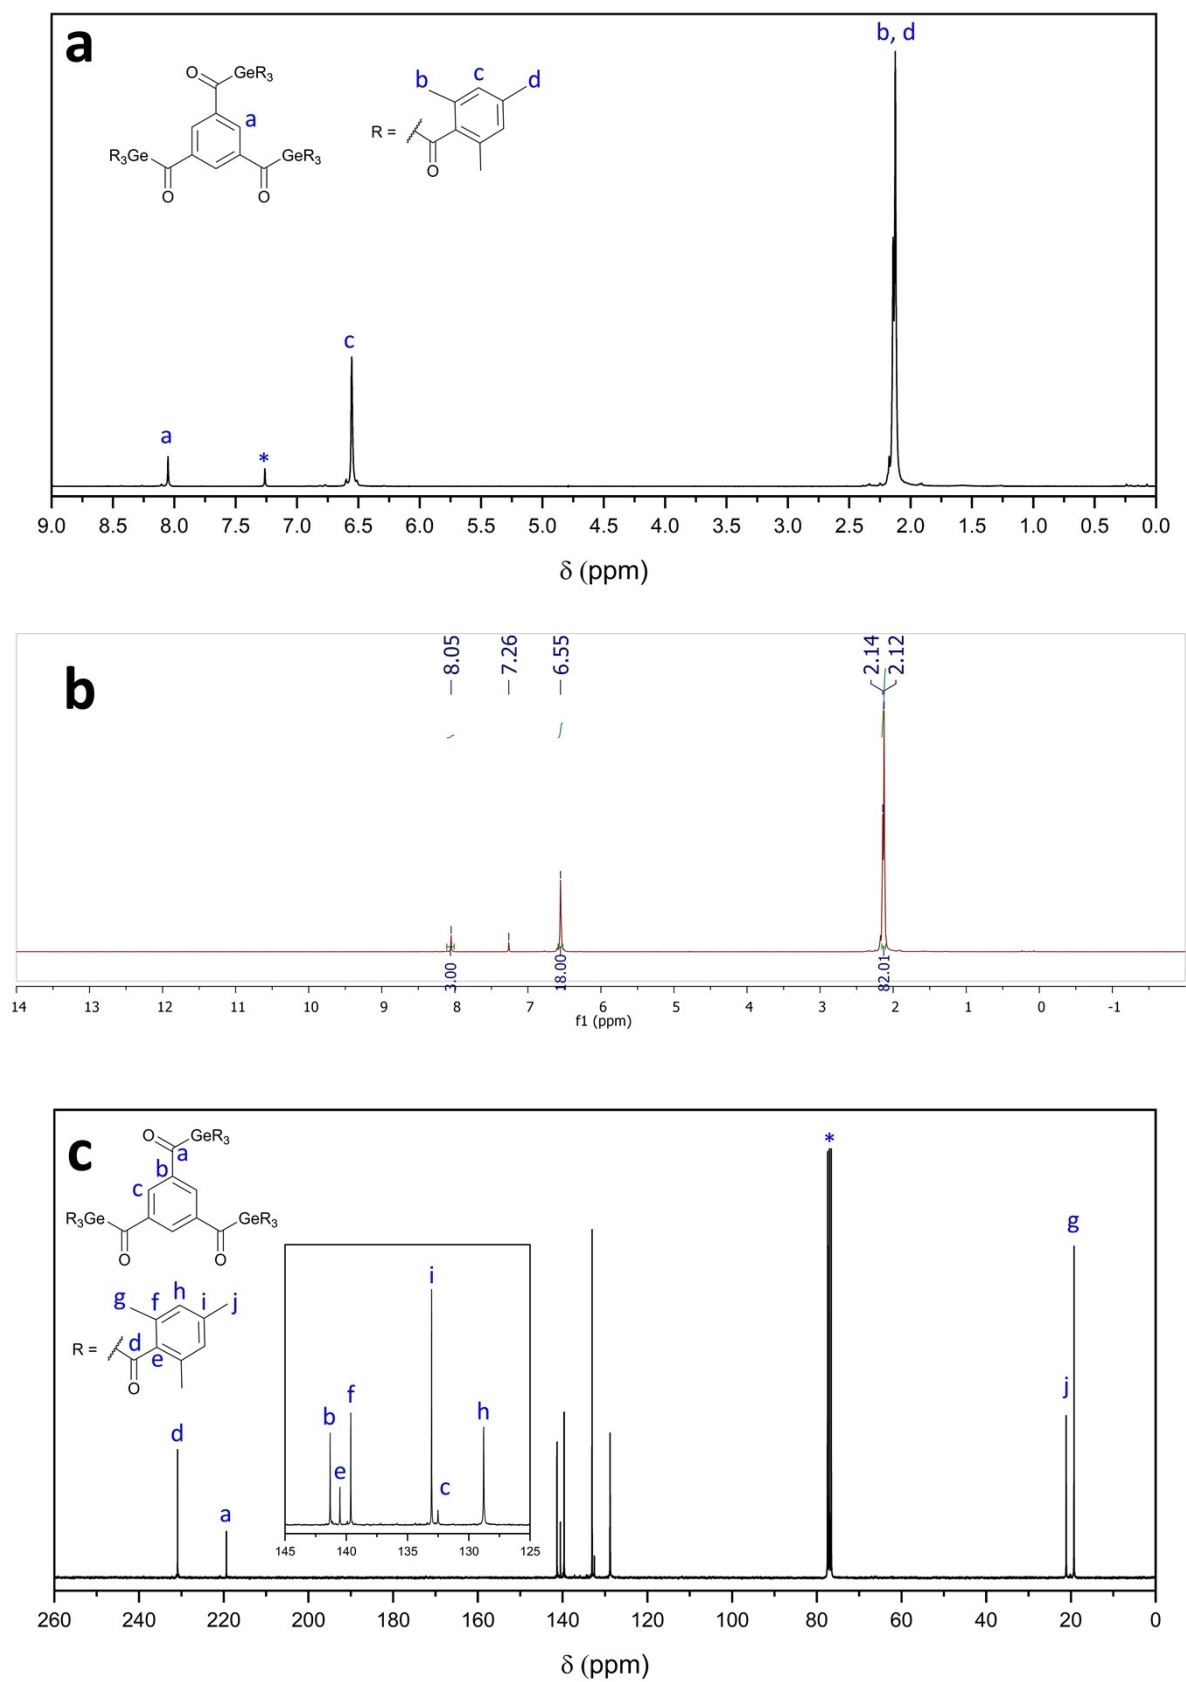 a
b, d
O
GeR3
a
R3Ge
GeR3
O
O
R =
b
c
d
O
c
a
*
9.0 8.5 8.0 7.5 7.0 6.5 6.0 5.5 5.0 4.5 4.0 3.5 3.0 2.5 2.0 1.5 1.0 0.5 0.0
δ (ppm)
b
8.05
7.26
6.55
2.14
2.12
3.00
18.00
82.01
14 13 12 11 10 9 8 7 6 5 4 3 2 1 0 -1
f1 (ppm)
c
O
GeR3
a
b
c
R3Ge
GeR3
O
O
g f h i j
R =
d
e
O
*
g
j
d
a
i
f
b
h
e
c
145 140 135 130 125
260 240 220 200 180 160 140 120 100 80 60 40 20 0
δ (ppm)